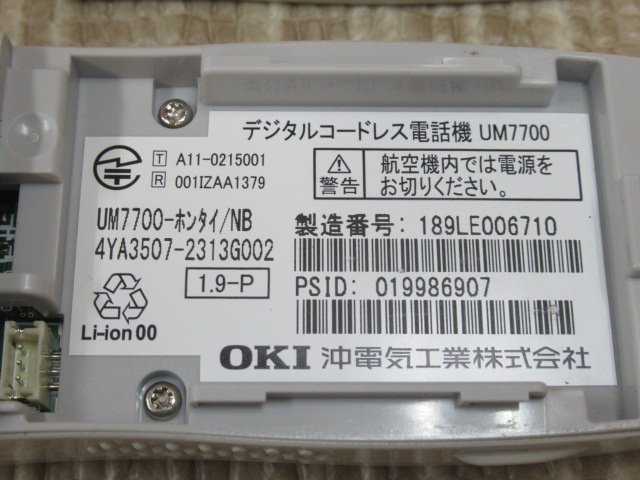 デジタルコードレス電話機 UM7700
T A11-0215001
R 001IZAA1379
警告
航空機内では電源を
お切りください。
UM7700-ホンタイ/NB
4YA3507-2313G002
製造番号: 189LE006710
1.9-P
PSID: 019986907
Li-ion 00
OKI 沖電気工業株式会社